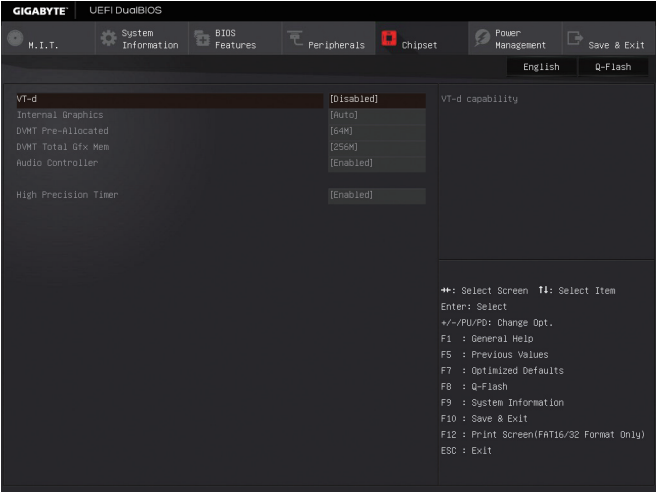 GIGABYTE™ UEFI DualBIOS
M.I.T.
System Information
BIOS Features
Peripherals
Chipset
Power Management
Save & Exit
English Q-Flash
VT-d [Disabled] VT-d capability
Internal Graphics [Auto]
DVMT Pre-Allocated [64M]
DVMT Total Gfx Mem [256M]
Audio Controller [Enabled]
High Precision Timer [Enabled]
→←: Select Screen ↑↓: Select Item
Enter: Select
+/-/PU/PD: Change Opt.
F1 : General Help
F5 : Previous Values
F7 : Optimized Defaults
F8 : Q-Flash
F9 : System Information
F10 : Save & Exit
F12 : Print Screen(FAT16/32 Format Only)
ESC : Exit